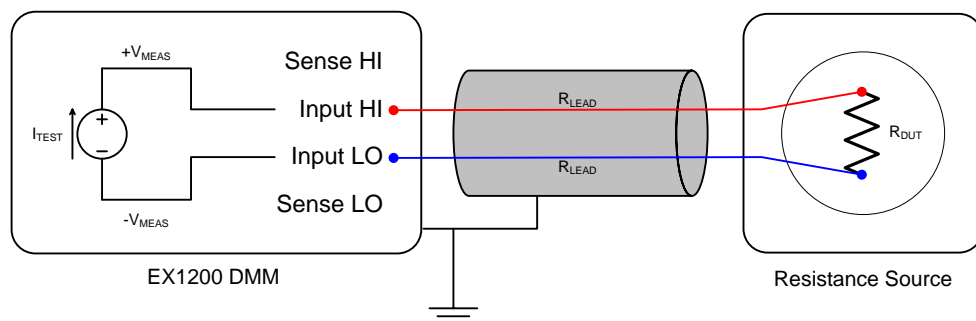 +VMEAS
Sense HI
RLEAD
Input HI
ITEST
+
−
RDUT
Input LO
RLEAD
Sense LO
-VMEAS
EX1200 DMM
Resistance Source